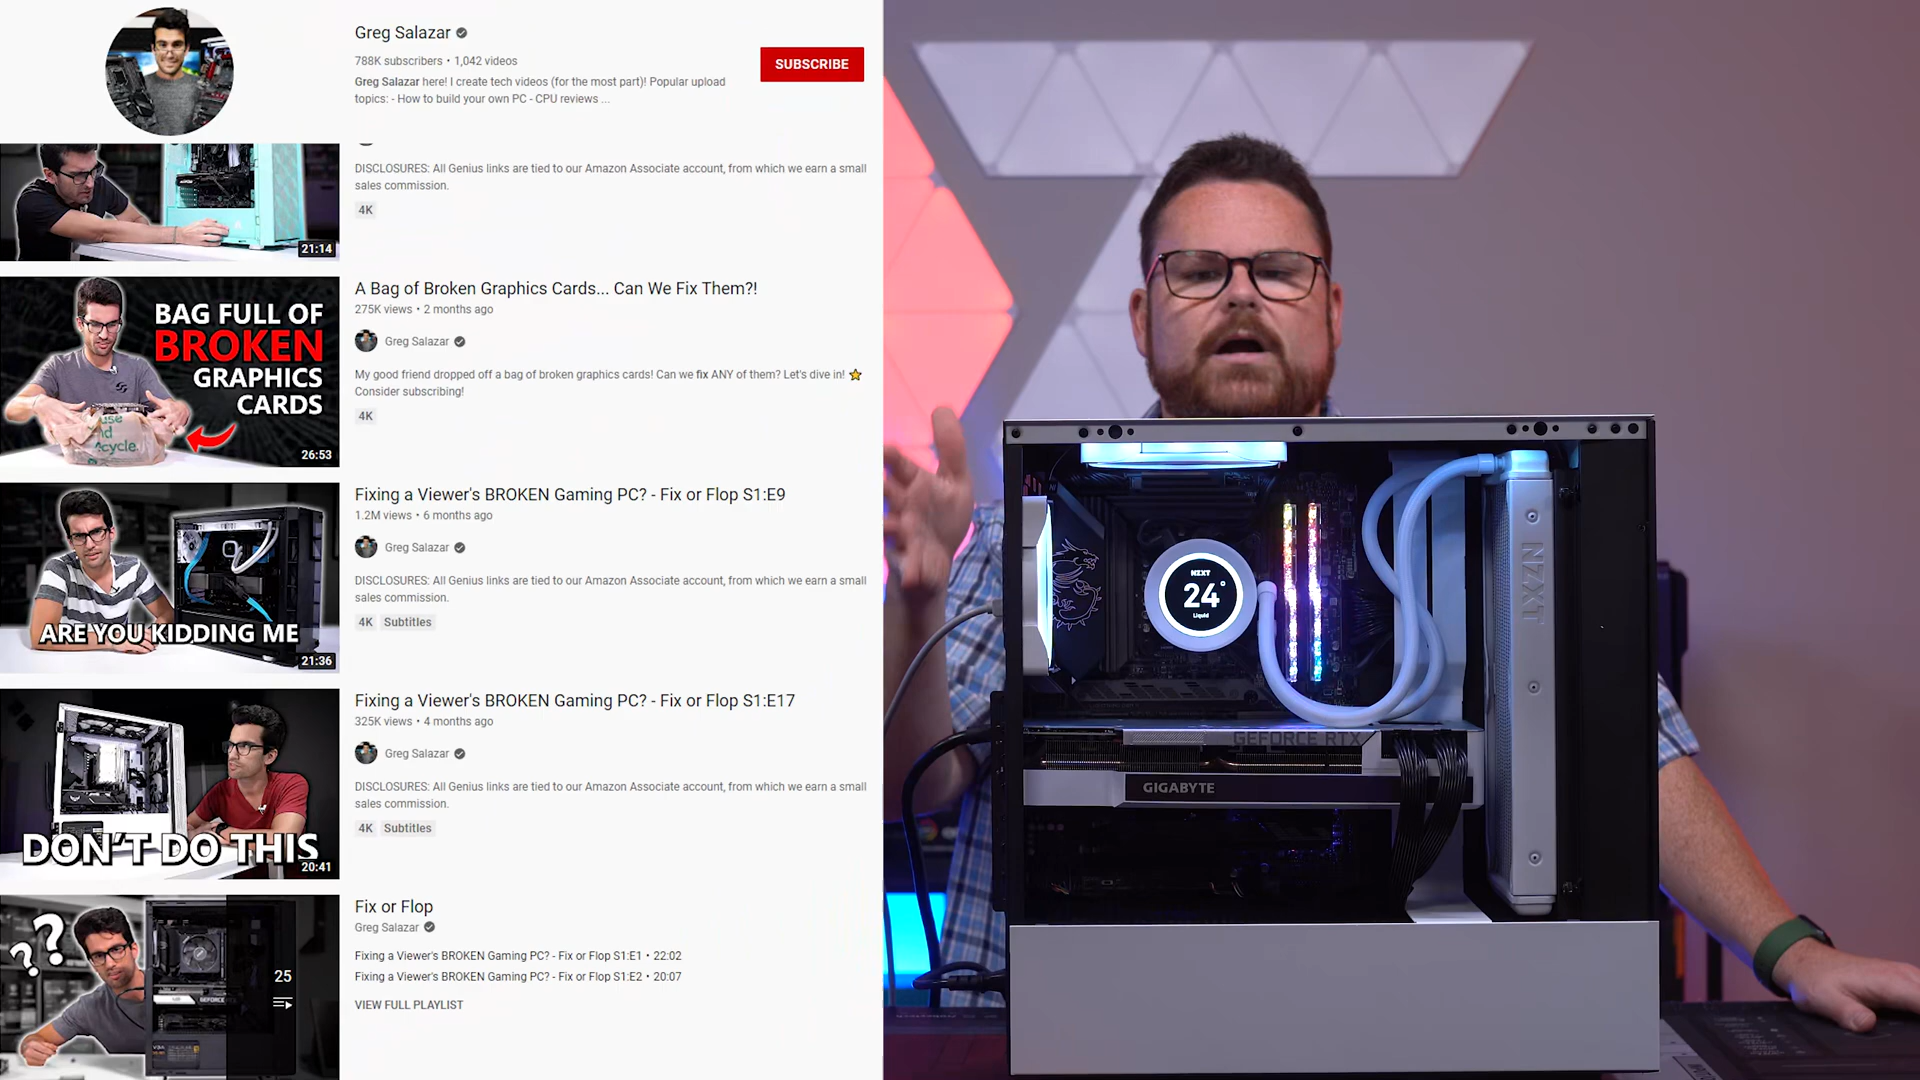 Greg Salazar
788K subscribers • 1,042 videos
Greg Salazar here! I create tech videos (for the most part)! Popular upload
topics: - How to build your own PC - CPU reviews ...
SUBSCRIBE
DISCLOSURES: All Genius links are tied to our Amazon Associate account, from which we earn a small
sales commission.
4K
21:14
BAG FULL OF
BROKEN
GRAPHICS
CARDS
26:53
A Bag of Broken Graphics Cards... Can We Fix Them?!
275K views • 2 months ago
Greg Salazar
My good friend dropped off a bag of broken graphics cards! Can we fix ANY of them? Let's dive in! ⭐
Consider subscribing!
4K
ARE YOU KIDDING ME
21:36
Fixing a Viewer's BROKEN Gaming PC? - Fix or Flop S1:E9
1.2M views • 6 months ago
Greg Salazar
DISCLOSURES: All Genius links are tied to our Amazon Associate account, from which we earn a small
sales commission.
4K Subtitles
DON'T DO THIS
20:41
Fixing a Viewer's BROKEN Gaming PC? - Fix or Flop S1:E17
325K views • 4 months ago
Greg Salazar
DISCLOSURES: All Genius links are tied to our Amazon Associate account, from which we earn a small
sales commission.
4K Subtitles
??
25
Fix or Flop
Greg Salazar
Fixing a Viewer's BROKEN Gaming PC? - Fix or Flop S1:E1 • 22:02
Fixing a Viewer's BROKEN Gaming PC? - Fix or Flop S1:E2 • 20:07
VIEW FULL PLAYLIST
NZXT
24°
Liquid
NZXT
GEFORCE RTX
GIGABYTE